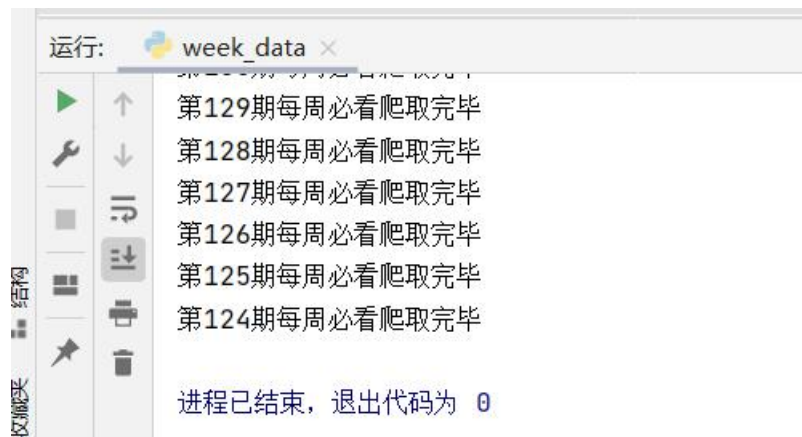 运行:
week_data
第129期每周必看爬取完毕
第128期每周必看爬取完毕
第127期每周必看爬取完毕
第126期每周必看爬取完毕
第125期每周必看爬取完毕
第124期每周必看爬取完毕
进程已结束，退出代码为 0
结构
收藏夹